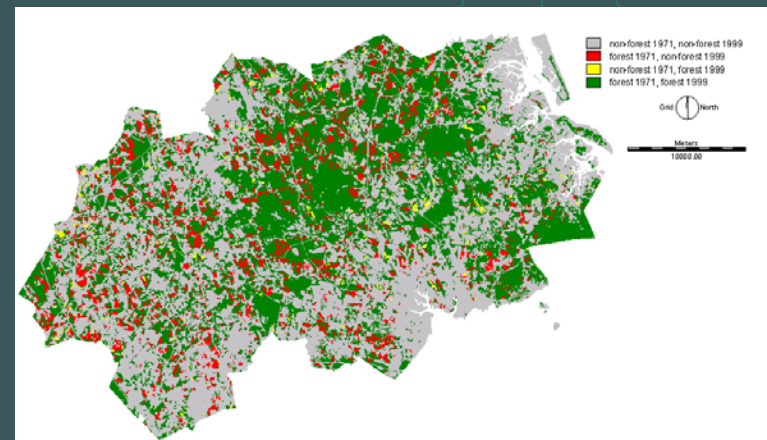 non-forest 1971, non-forest 1999
forest 1971, non-forest 1999
non-forest 1971, forest 1999
forest 1971, forest 1999
Grid North
Meters
10000.00